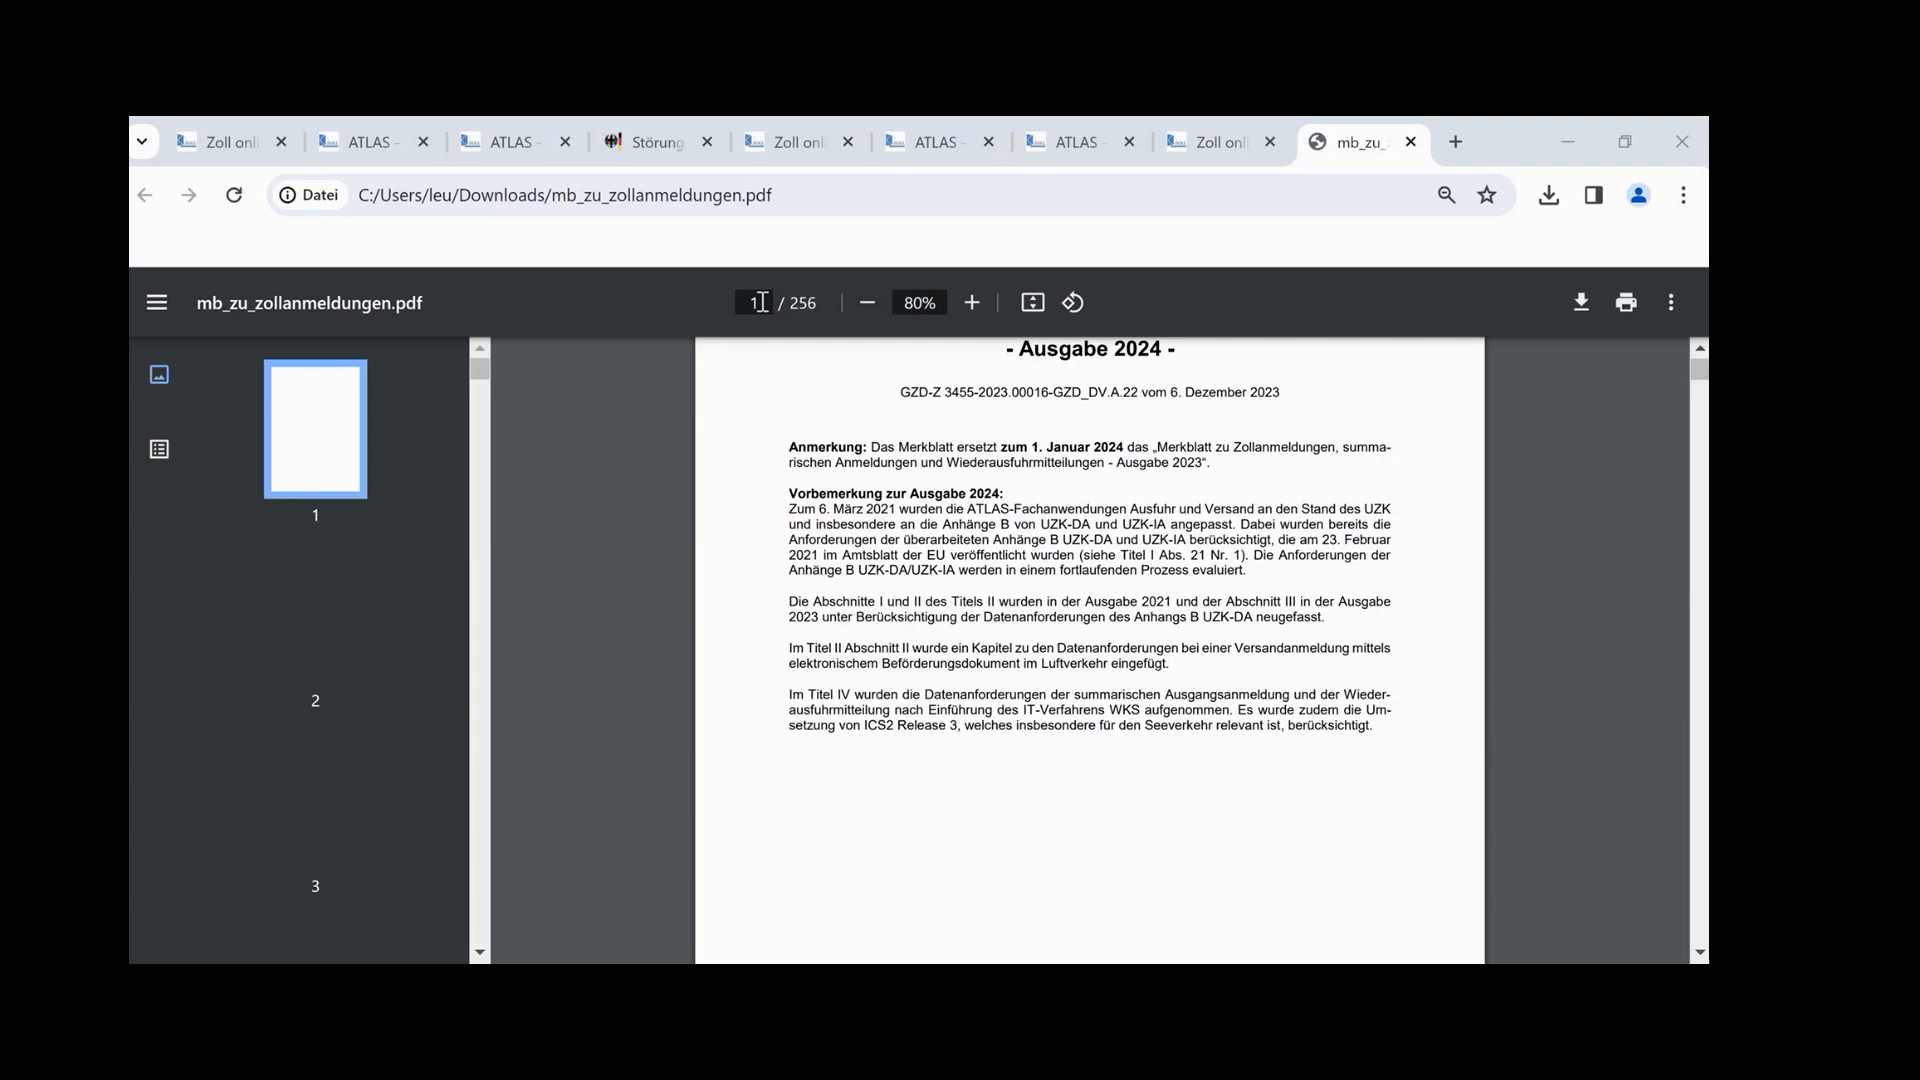 Zoll onli
ATLAS -
ATLAS -
Störung
Zoll onli
ATLAS -
ATLAS -
Zoll onli
mb_zu_
Datei
C:/Users/leu/Downloads/mb_zu_zollanmeldungen.pdf
mb_zu_zollanmeldungen.pdf
1 / 256
80%
1
2
3
- Ausgabe 2024 -
GZD-Z 3455-2023.00016-GZD_DV.A.22 vom 6. Dezember 2023
Anmerkung: Das Merkblatt ersetzt zum 1. Januar 2024 das „Merkblatt zu Zollanmeldungen, summa-
rischen Anmeldungen und Wiederausfuhrmitteilungen - Ausgabe 2023“.
Vorbemerkung zur Ausgabe 2024:
Zum 6. März 2021 wurden die ATLAS-Fachanwendungen Ausfuhr und Versand an den Stand des UZK
und insbesondere an die Anhänge B von UZK-DA und UZK-IA angepasst. Dabei wurden bereits die
Anforderungen der überarbeiteten Anhänge B UZK-DA und UZK-IA berücksichtigt, die am 23. Februar
2021 im Amtsblatt der EU veröffentlicht wurden (siehe Titel I Abs. 21 Nr. 1). Die Anforderungen der
Anhänge B UZK-DA/UZK-IA werden in einem fortlaufenden Prozess evaluiert.
Die Abschnitte I und II des Titels II wurden in der Ausgabe 2021 und der Abschnitt III in der Ausgabe
2023 unter Berücksichtigung der Datenanforderungen des Anhangs B UZK-DA neugefasst.
Im Titel II Abschnitt II wurde ein Kapitel zu den Datenanforderungen bei einer Versandanmeldung mittels
elektronischem Beförderungsdokument im Luftverkehr eingefügt.
Im Titel IV wurden die Datenanforderungen der summarischen Ausgangsanmeldung und der Wieder-
ausfuhrmitteilung nach Einführung des IT-Verfahrens WKS aufgenommen. Es wurde zudem die Um-
setzung von ICS2 Release 3, welches insbesondere für den Seeverkehr relevant ist, berücksichtigt.